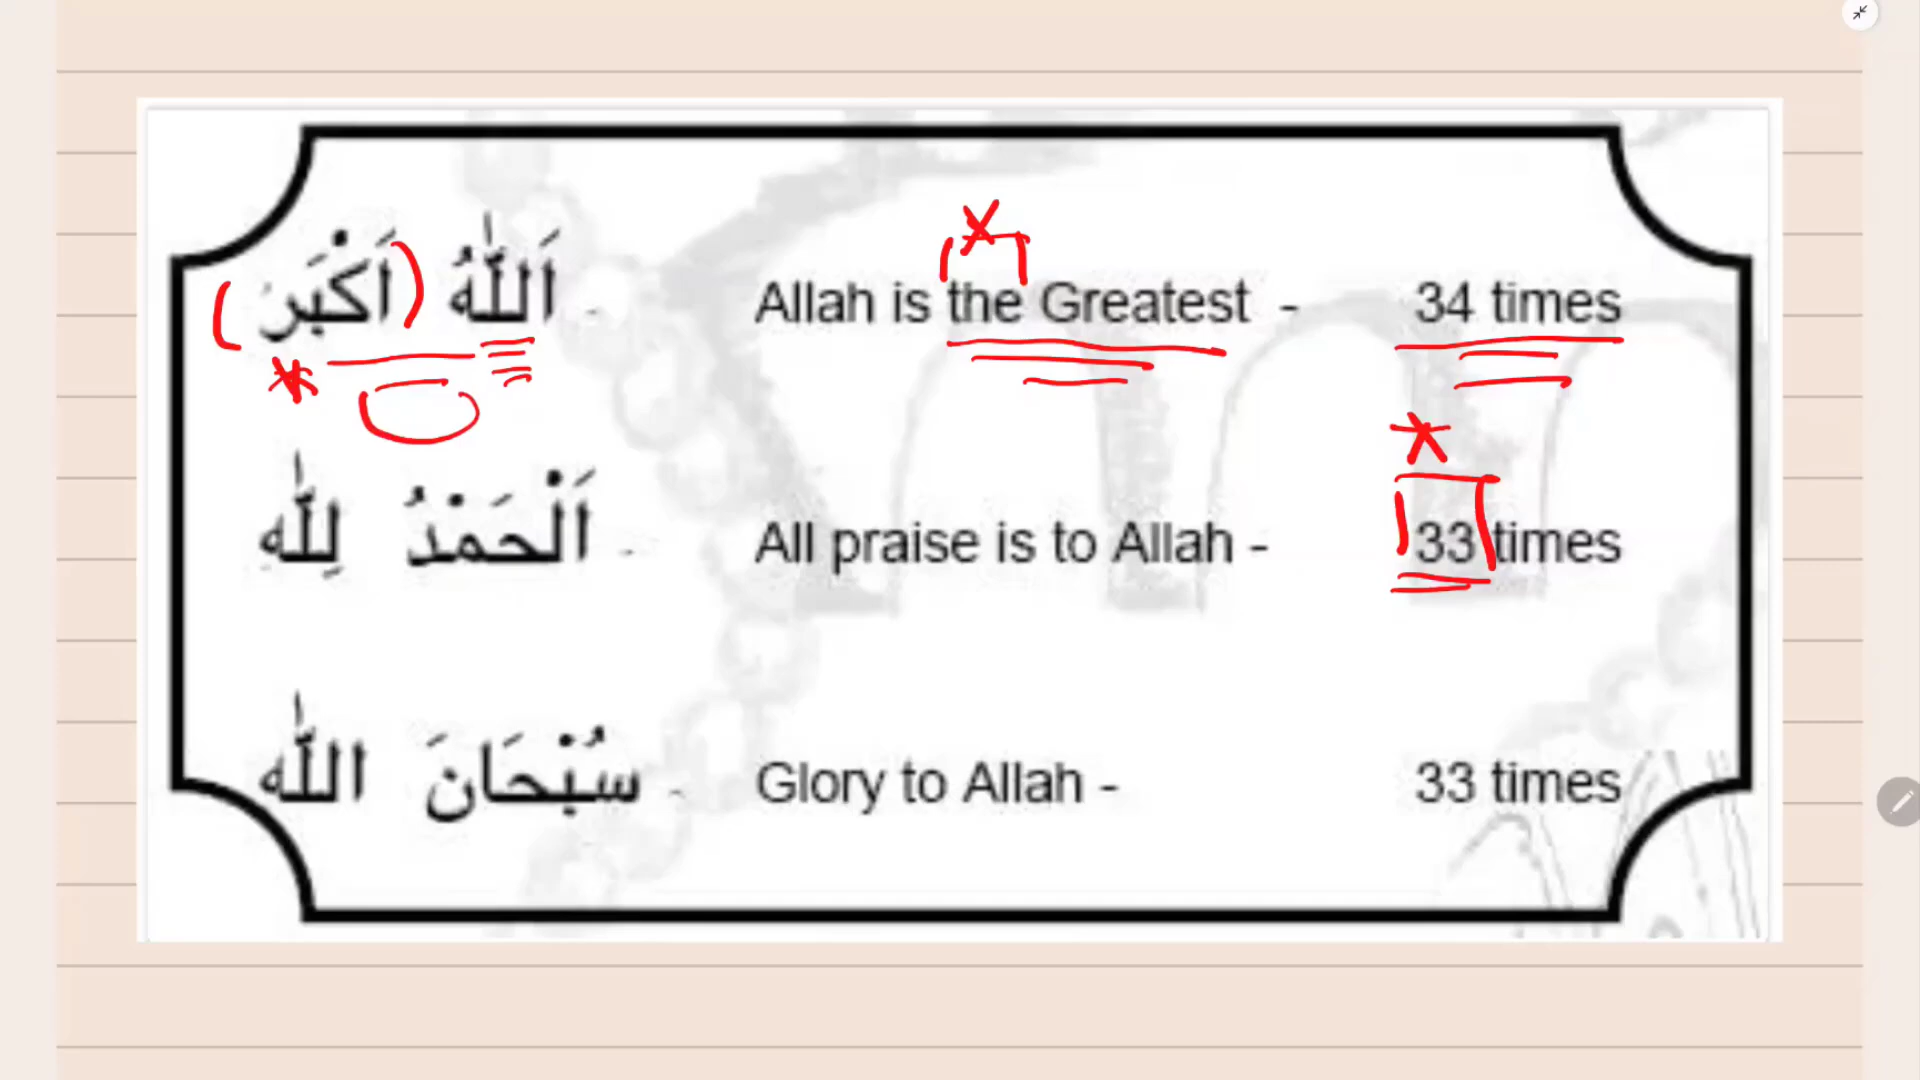 اَللّٰهُ اَكْبَرْ - Allah is the Greatest - 34 times
اَلْحَمْدُ لِلّٰهِ - All praise is to Allah - 33 times
سُبْحَانَ اللّٰه - Glory to Allah - 33 times